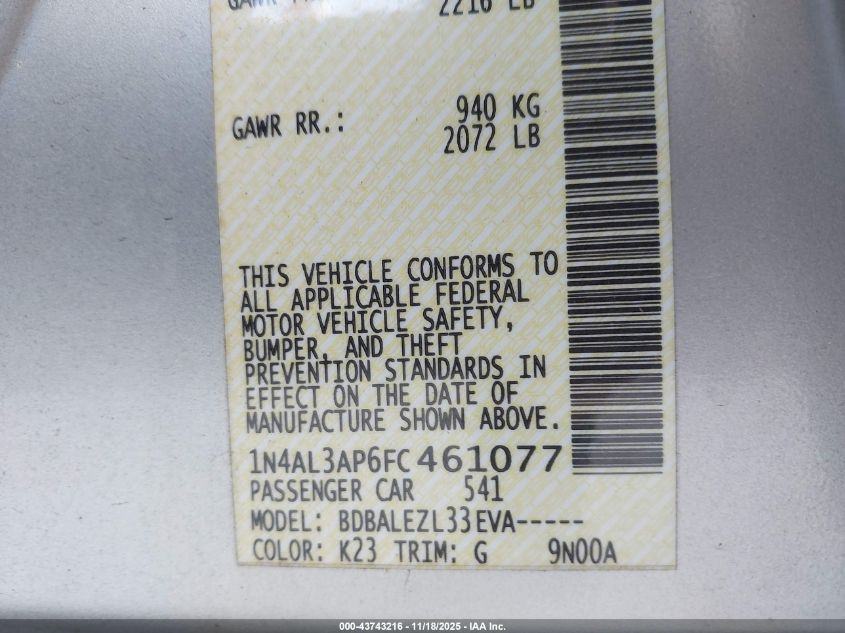 2216 LB
GAWR RR.: 940 KG
2072 LB
THIS VEHICLE CONFORMS TO
ALL APPLICABLE FEDERAL
MOTOR VEHICLE SAFETY,
BUMPER, AND THEFT
PREVENTION STANDARDS IN
EFFECT ON THE DATE OF
MANUFACTURE SHOWN ABOVE.
1N4AL3AP6FC461077
PASSENGER CAR 541
MODEL: BDBALEZL33EVA-----
COLOR: K23 TRIM: G 9N00A
000-43743216 - 11/18/2025 - IAA Inc.